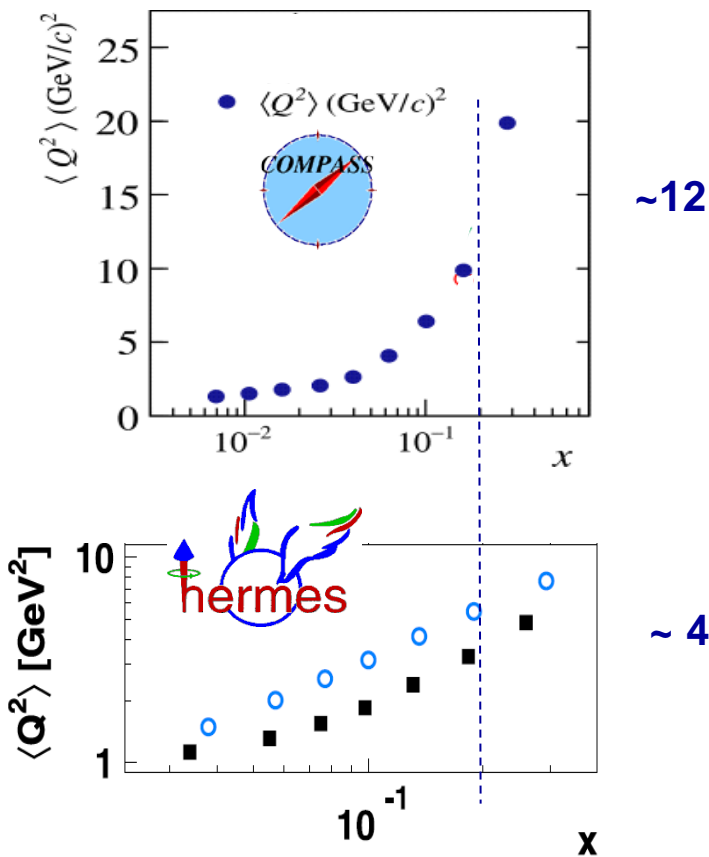 25
⟨Q²⟩ (GeV/c)²
⟨Q²⟩ (GeV/c)²
20
COMPASS
15
~12
10
5
0
10⁻²
10⁻¹
x
hermes
10
⟨Q²⟩ [GeV²]
~ 4
1
10⁻¹
x